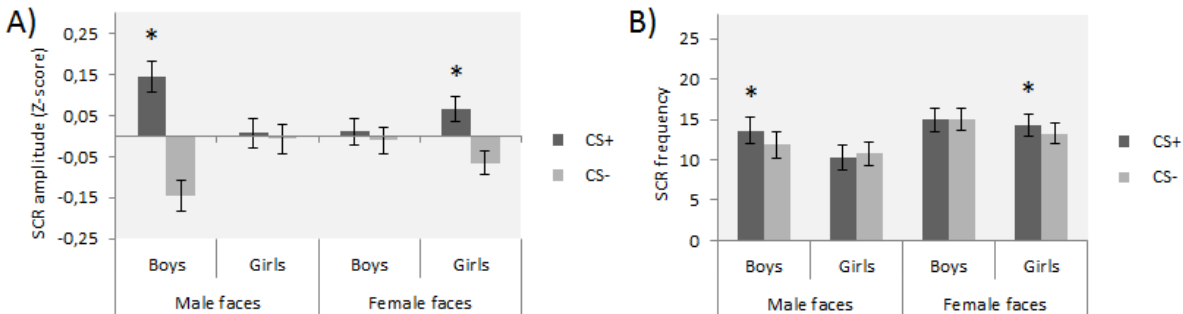 A)
SCR amplitude (Z-score)
0,25
0,15
0,05
-0,05
-0,15
-0,25
*
*
Boys
Girls
Boys
Girls
Male faces
Female faces
CS+
CS-
B)
SCR frequency
25
20
15
10
5
0
*
*
Boys
Girls
Boys
Girls
Male faces
Female faces
CS+
CS-